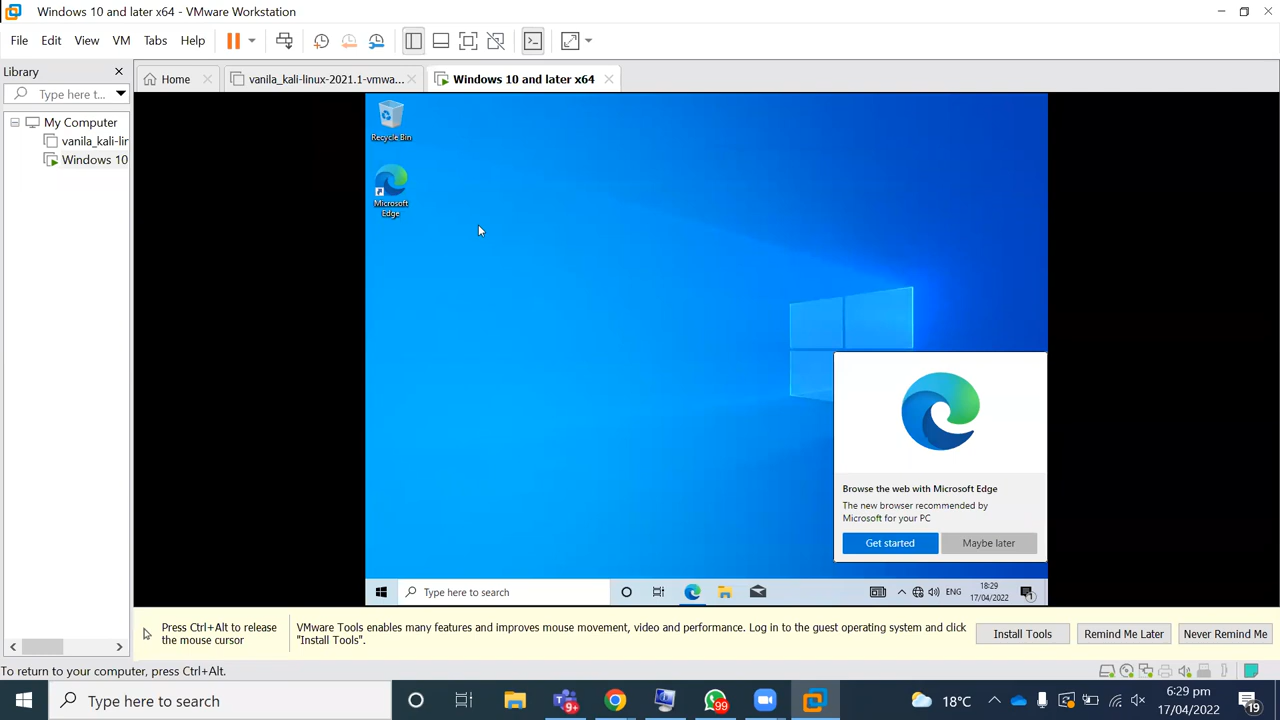 Windows 10 and later x64 - VMware Workstation
File Edit View VM Tabs Help
Library
Type here t...
My Computer
vanila_kali-lir
Windows 10
Home
vanila_kali-linux-2021.1-vmwa...
Windows 10 and later x64
Recycle Bin
Microsoft
Edge
Browse the web with Microsoft Edge
The new browser recommended by
Microsoft for your PC
Get started
Maybe later
Type here to search
ENG
18:29
17/04/2022
1
Press Ctrl+Alt to release
the mouse cursor
VMware Tools enables many features and improves mouse movement, video and performance. Log in to the guest operating system and click
"Install Tools".
Install Tools
Remind Me Later
Never Remind Me
To return to your computer, press Ctrl+Alt.
Type here to search
9+
99
18°C
6:29 pm
17/04/2022
19